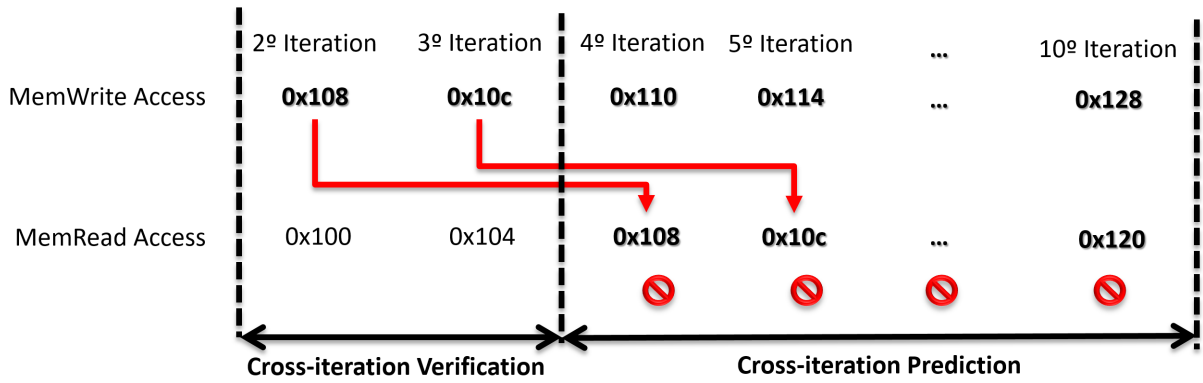 2º Iteration 3º Iteration 4º Iteration 5º Iteration ... 10º Iteration
MemWrite Access 0x108 0x10c 0x110 0x114 ... 0x128
MemRead Access 0x100 0x104 0x108 0x10c ... 0x120
Cross-iteration Verification Cross-iteration Prediction